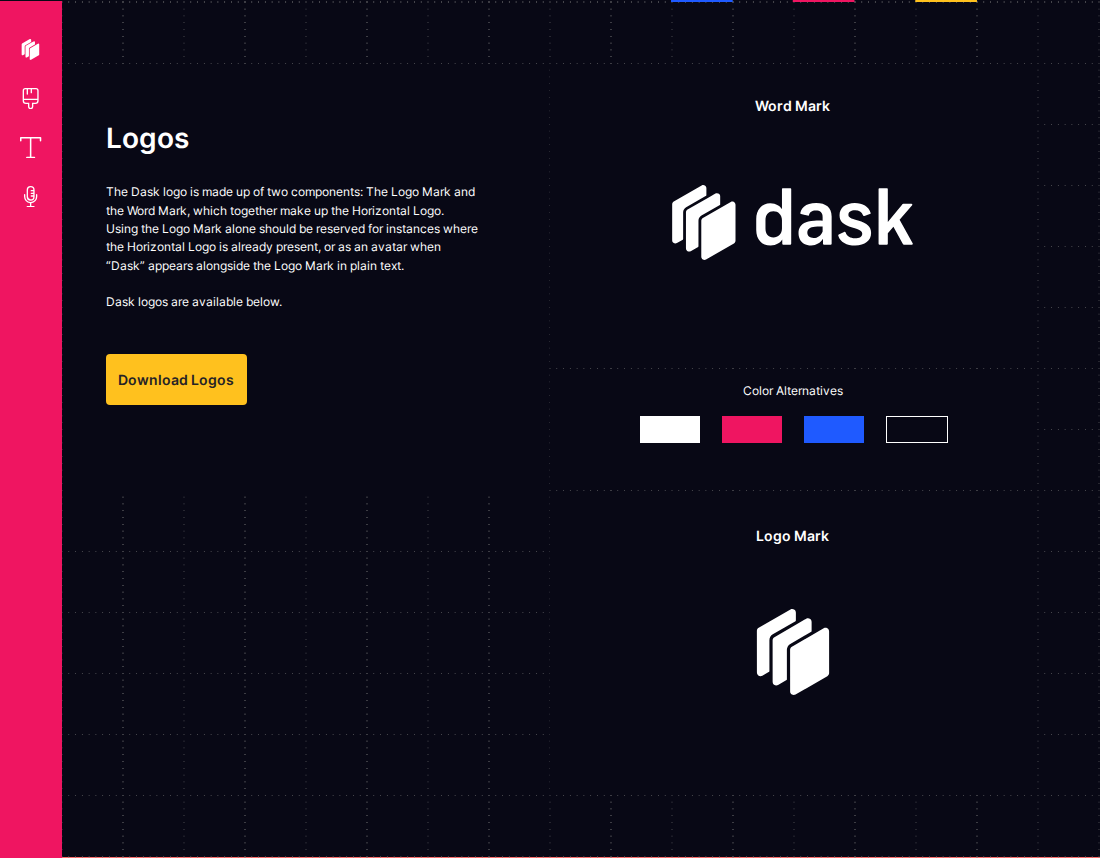 Logos
The Dask logo is made up of two components: The Logo Mark and
the Word Mark, which together make up the Horizontal Logo.
Using the Logo Mark alone should be reserved for instances where
the Horizontal Logo is already present, or as an avatar when
“Dask” appears alongside the Logo Mark in plain text.
Dask logos are available below.
Download Logos
Word Mark
dask
Color Alternatives
Logo Mark